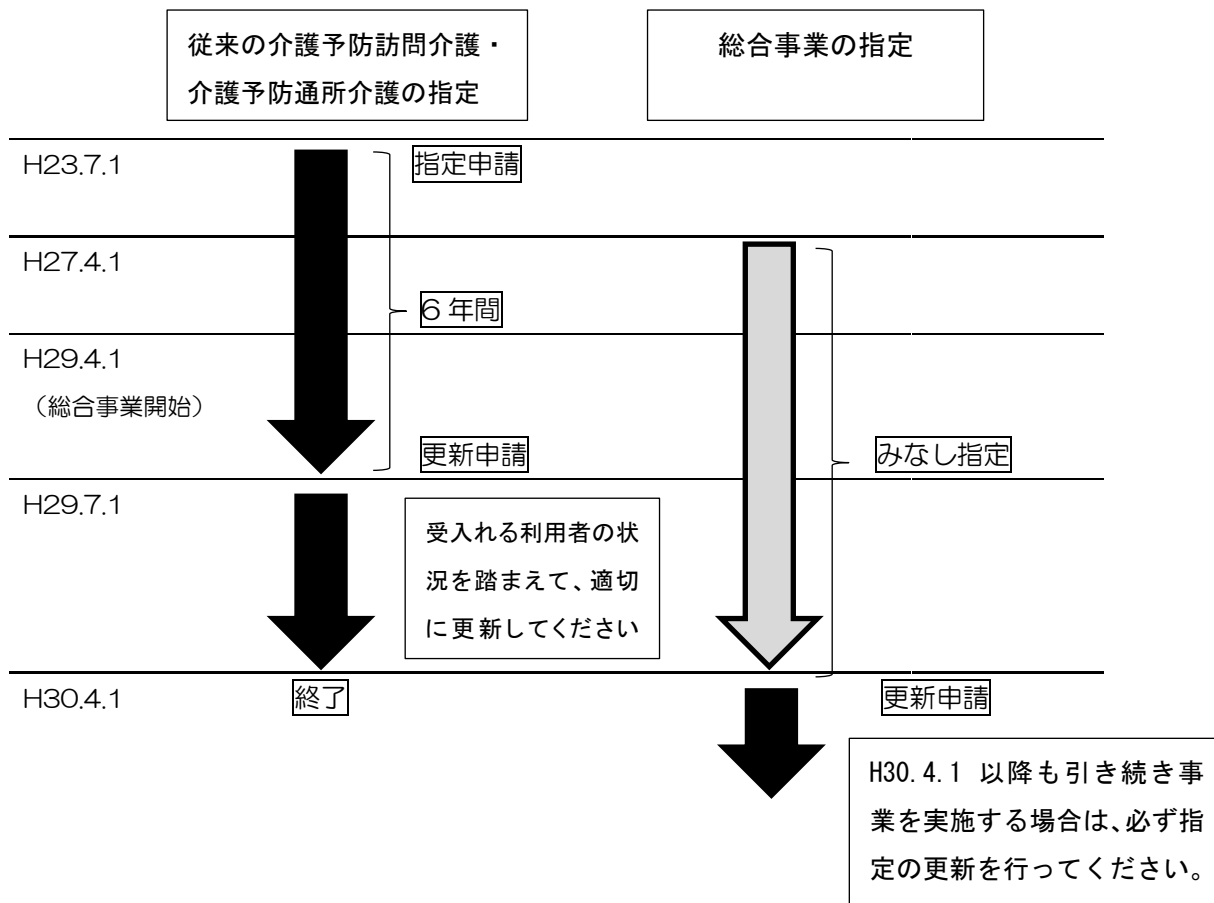 従来の介護予防訪問介護・
介護予防通所介護の指定
総合事業の指定
H23.7.1
指定申請
H27.4.1
6年間
H29.4.1
（総合事業開始）
更新申請
みなし指定
H29.7.1
受入れる利用者の状
況を踏まえて、適切
に更新してください
H30.4.1
終了
更新申請
H30.4.1 以降も引き続き事
業を実施する場合は、必ず指
定の更新を行ってください。